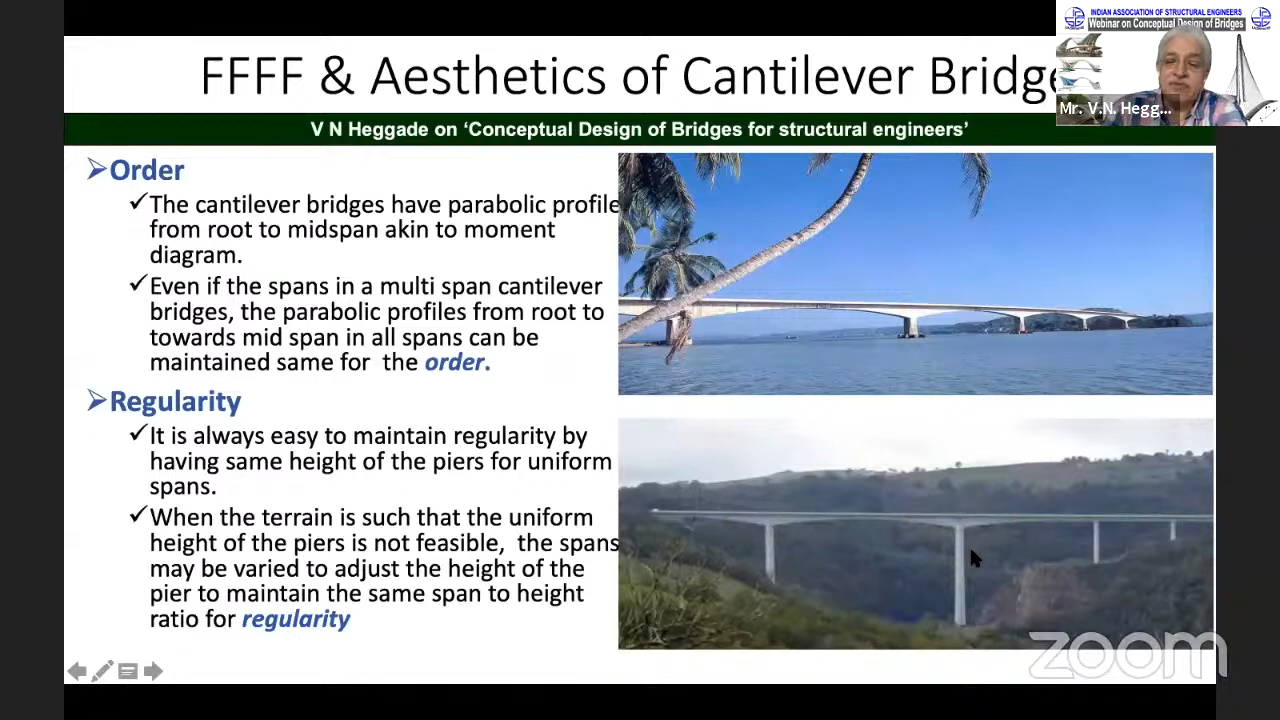 INDIAN ASSOCIATION OF STRUCTURAL ENGINEERS
Webinar on Conceptual Design of Bridges
FFFF & Aesthetics of Cantilever Bridge
Mr. V.N. Hegg...
V N Heggade on ‘Conceptual Design of Bridges for structural engineers’
➢Order
✓The cantilever bridges have parabolic profile
from root to midspan akin to moment
diagram.
✓Even if the spans in a multi span cantilever
bridges, the parabolic profiles from root to
towards mid span in all spans can be
maintained same for the order.
➢Regularity
✓It is always easy to maintain regularity by
having same height of the piers for uniform
spans.
✓When the terrain is such that the uniform
height of the piers is not feasible, the spans
may be varied to adjust the height of the
pier to maintain the same span to height
ratio for regularity
zoom